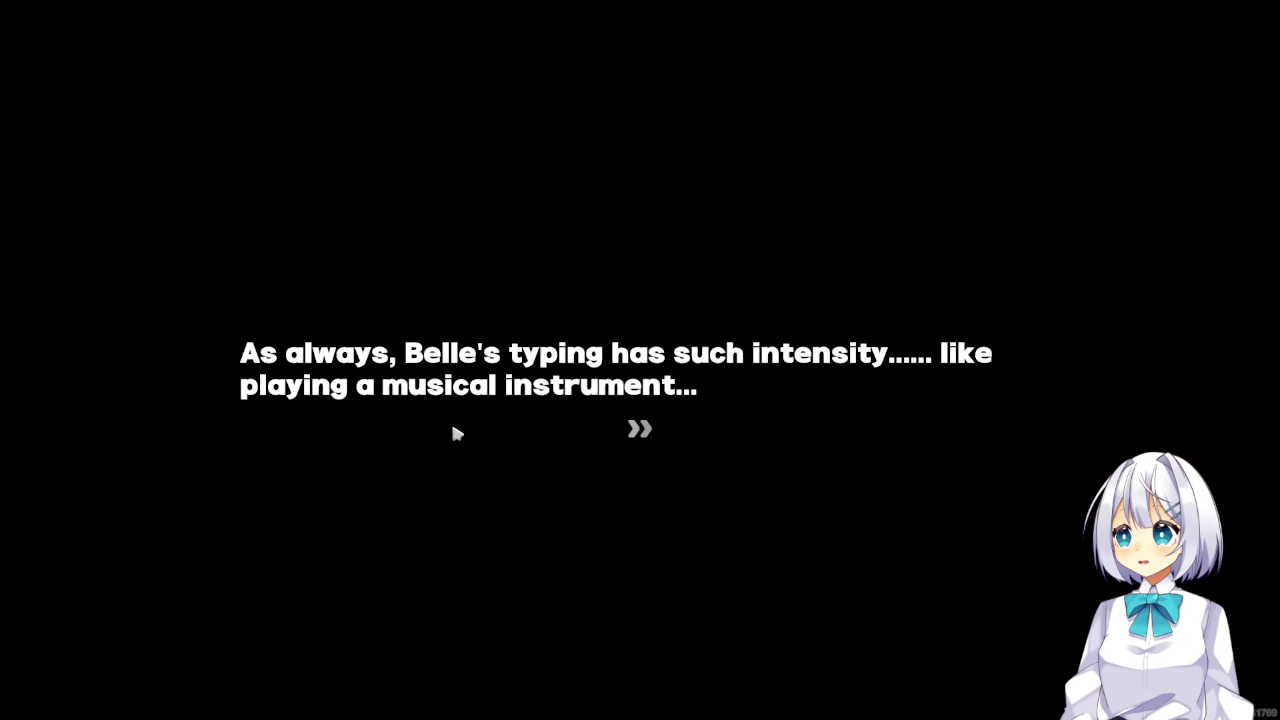 As always, Belle's typing has such intensity...... like
playing a musical instrument...